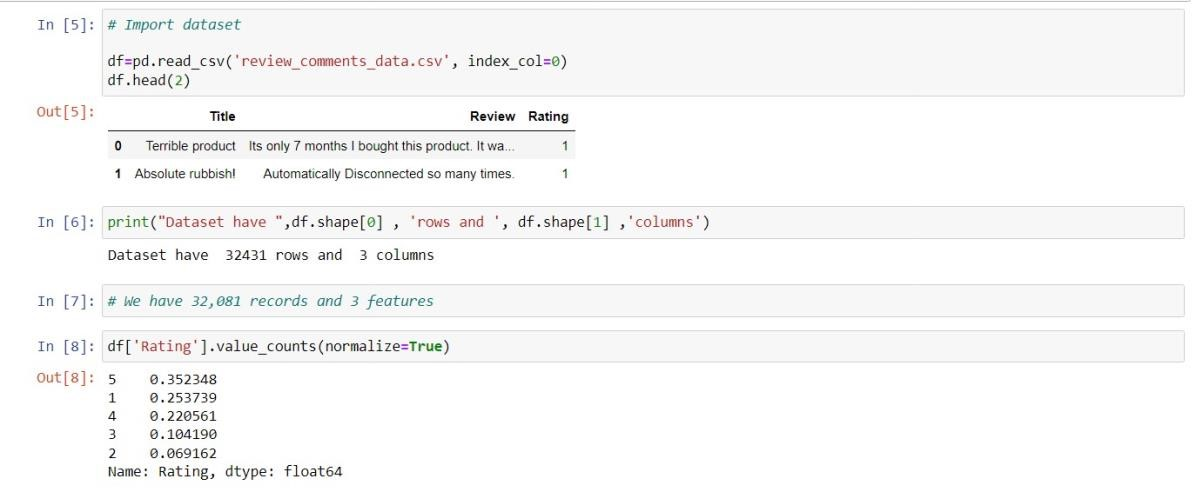 In [5]: # Import dataset
df=pd.read_csv('review_comments_data.csv', index_col=0)
df.head(2)
Out[5]:
Title Review Rating
0 Terrible product Its only 7 months I bought this product. It wa... 1
1 Absolute rubbish! Automatically Disconnected so many times. 1
In [6]: print("Dataset have ",df.shape[0] , 'rows and ', df.shape[1] ,'columns')
Dataset have  32431 rows and  3 columns
In [7]: # We have 32,081 records and 3 features
In [8]: df['Rating'].value_counts(normalize=True)
Out[8]: 5    0.352348
1    0.253739
4    0.220561
3    0.104190
2    0.069162
Name: Rating, dtype: float64